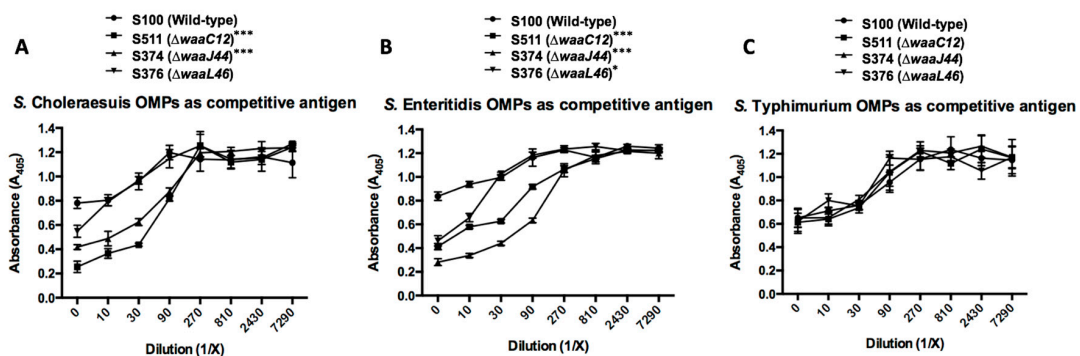 A
S100 (Wild-type)
S511 (ΔwaaC12)***
S374 (ΔwaaJ44)***
S376 (ΔwaaL46)
S. Choleraesuis OMPs as competitive antigen
Absorbance (A405)
1.4
1.2
1.0
0.8
0.6
0.4
0.2
0.0
0 10 30 90 270 810 2430 7290
Dilution (1/X)
B
S100 (Wild-type)
S511 (ΔwaaC12)***
S374 (ΔwaaJ44)***
S376 (ΔwaaL46)*
S. Enteritidis OMPs as competitive antigen
Absorbance (A405)
1.4
1.2
1.0
0.8
0.6
0.4
0.2
0.0
0 10 30 90 270 810 2430 7290
Dilution (1/X)
C
S100 (Wild-type)
S511 (ΔwaaC12)
S374 (ΔwaaJ44)
S376 (ΔwaaL46)
S. Typhimurium OMPs as competitive antigen
Absorbance (A405)
1.4
1.2
1.0
0.8
0.6
0.4
0.2
0.0
0 10 30 90 270 810 2430 7290
Dilution (1/X)